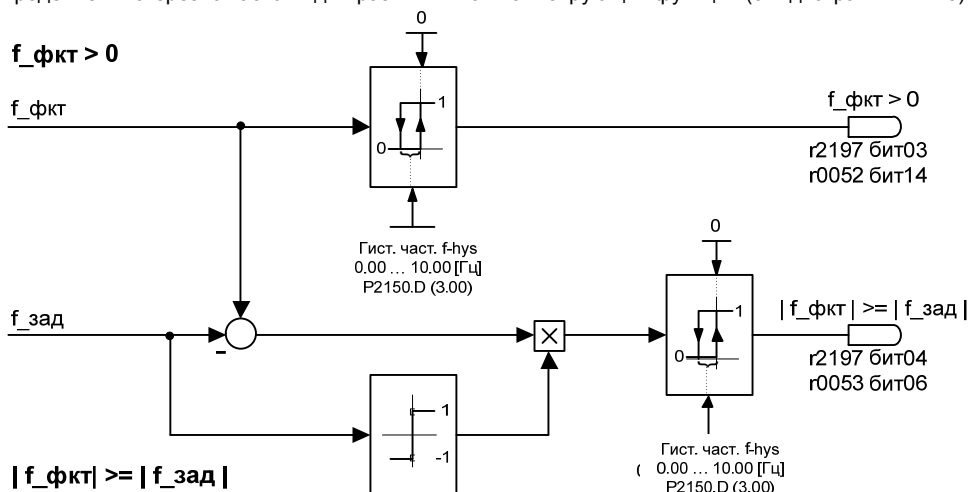 0
f_фкт > 0
f_фкт
1
0
f_фкт > 0
r2197 бит03
r0052 бит14
Гист. част. f-hys
0.00 ... 10.00 [Гц]
P2150.D (3.00)
0
f_зад
-
×
1
0
| f_фкт | >= | f_зад |
r2197 бит04
r0053 бит06
1
-1
| f_фкт| >= | f_зад |
Гист. част. f-hys
( 0.00 ... 10.00 [Гц]
P2150.D (3.00)